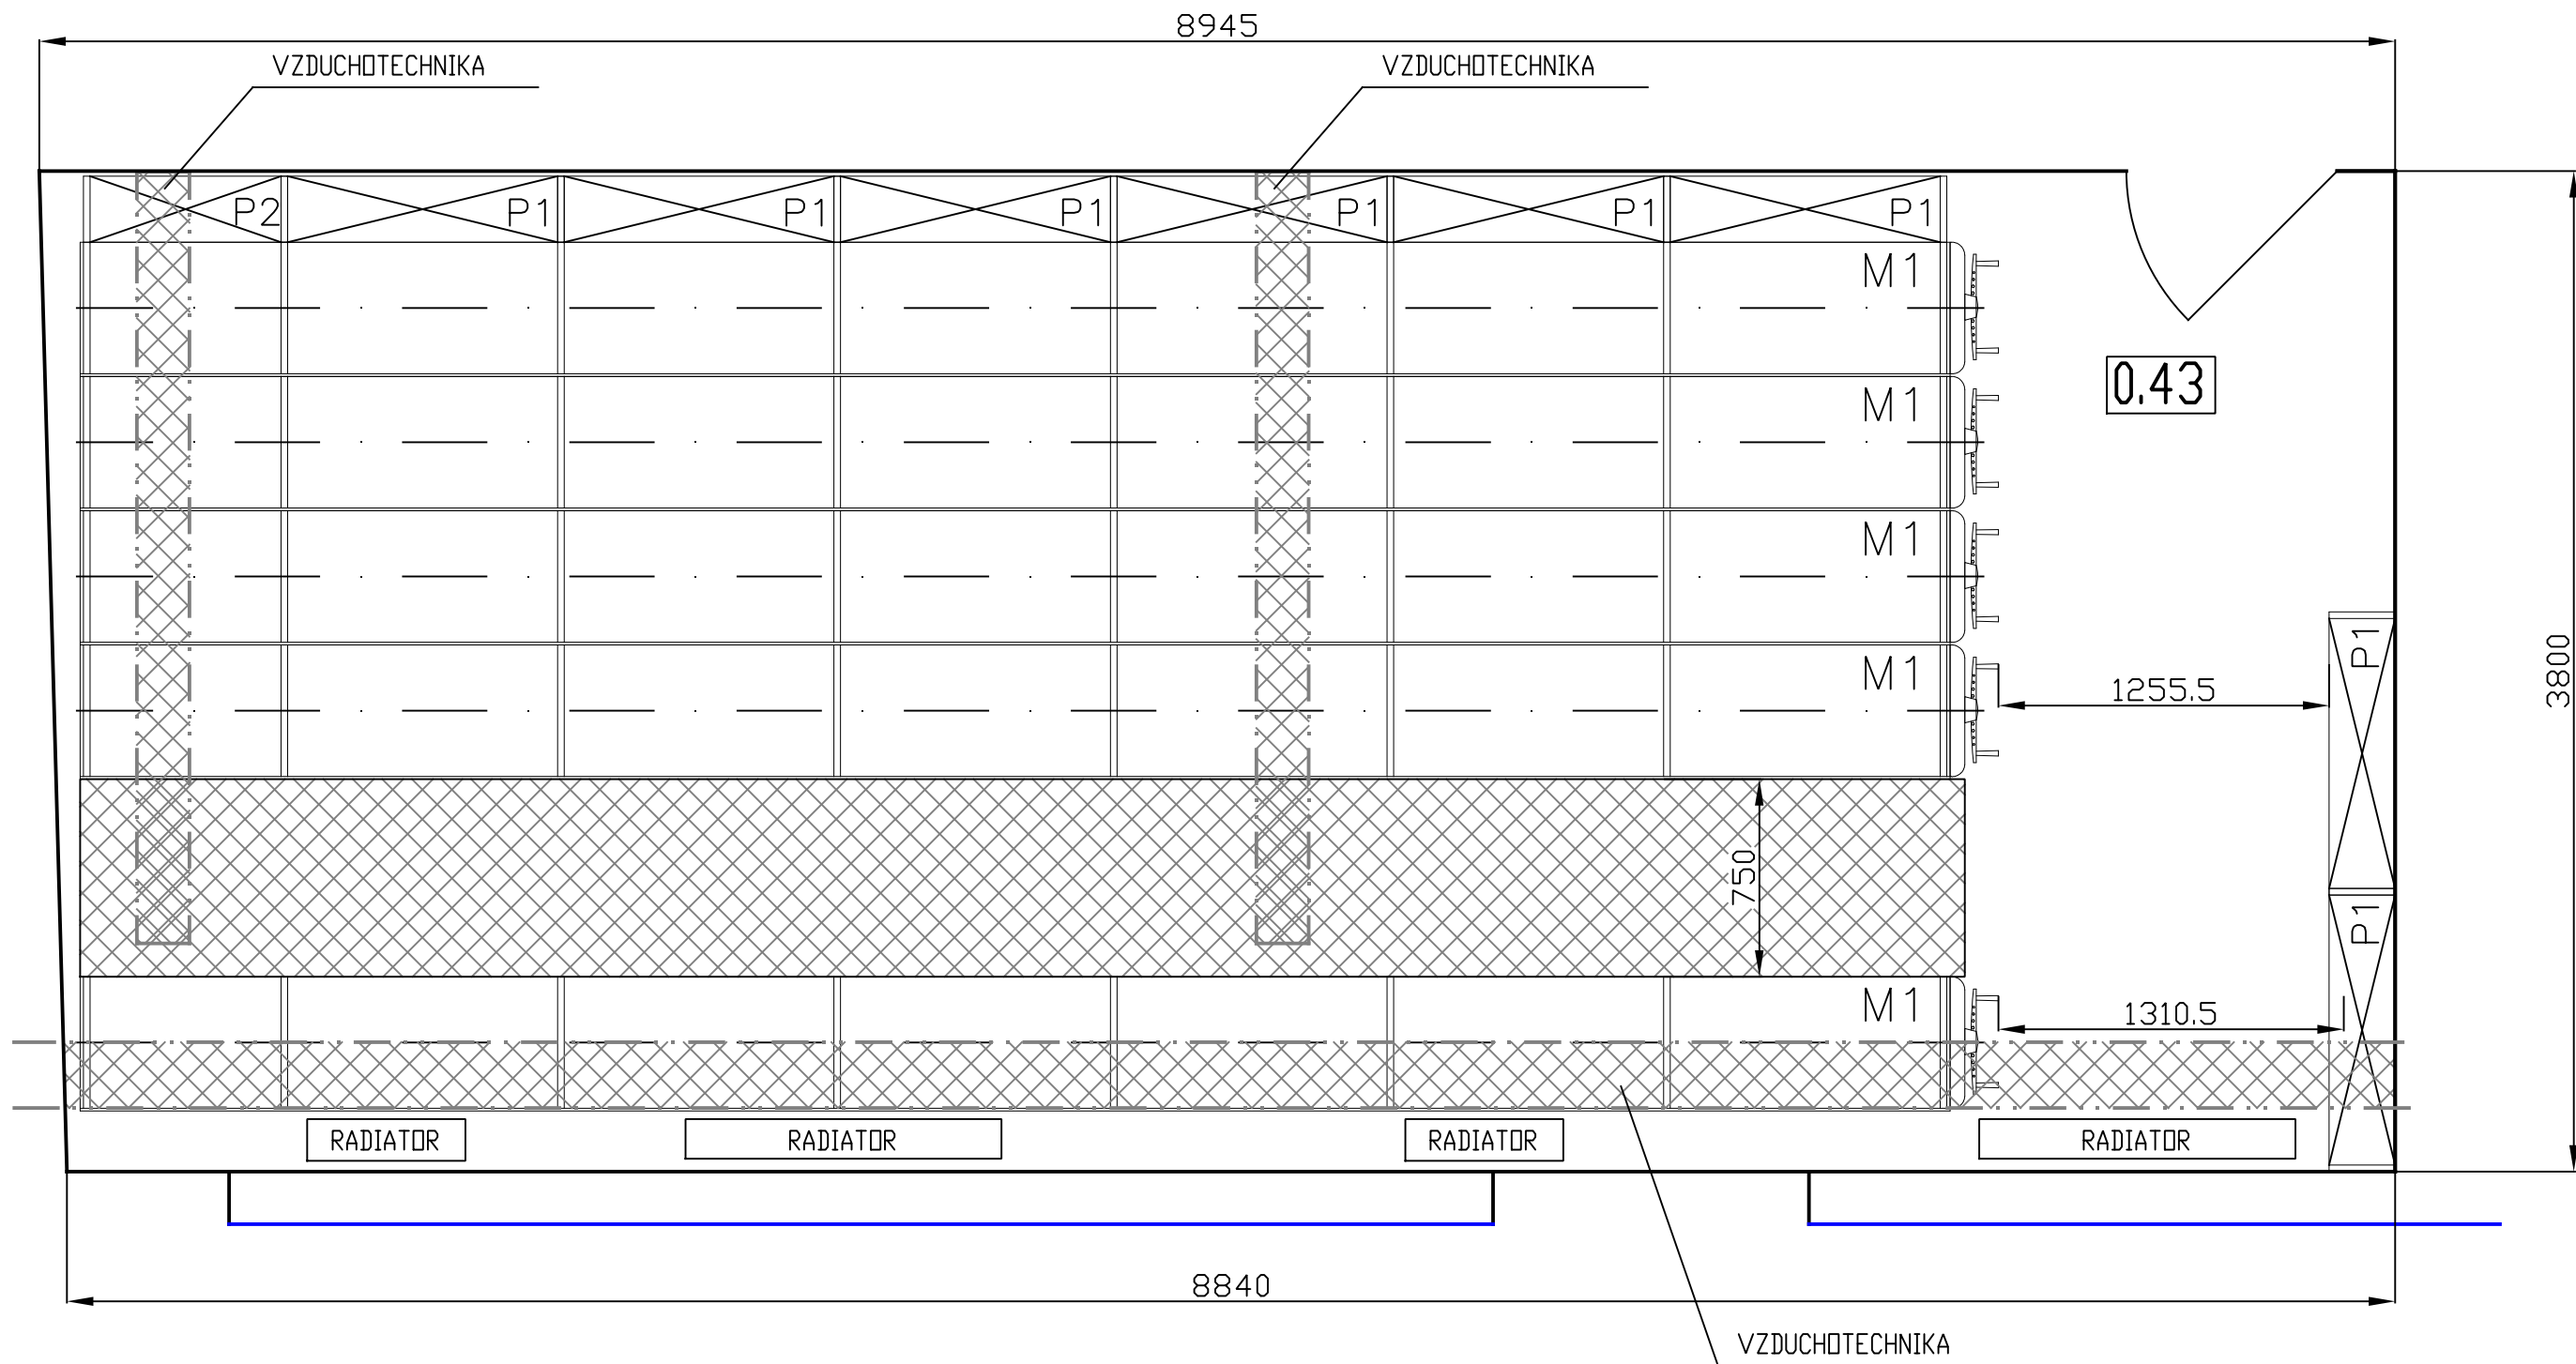 8945
VZDUCHOTECHNIKA
VZDUCHOTECHNIKA
P2
P1
P1
P1
P1
P1
P1
M1
0.43
M1
M1
M1
P1
1255.5
3800
750
P1
M1
1310.5
RADIATOR
RADIATOR
RADIATOR
RADIATOR
8840
VZDUCHOTECHNIKA